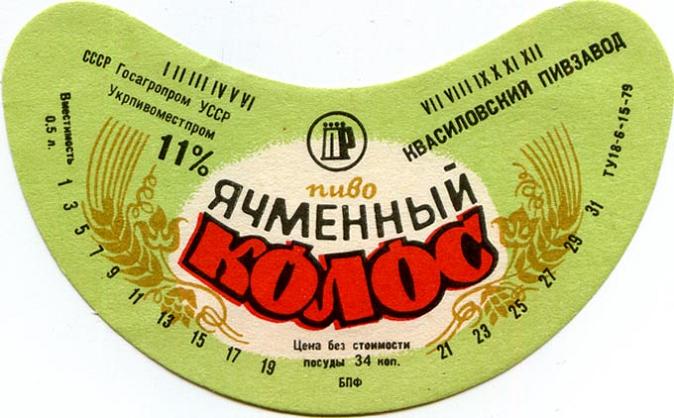 СССР Госагропром УССР
Укрпивоместпром
I II III IV V VI
VII VIII IX X XI XII
КВАСИЛОВСКИЙ ПИВЗАВОД
ТУ18-6-15-79
Вместимость
0,5 л.
11%
пиво
ЯЧМЕННЫЙ
КОЛОС
1 3 5 7 9 11 13 15 17 19
21 23 25 27 29 31
Цена без стоимости
посуды 34 коп.
БПФ